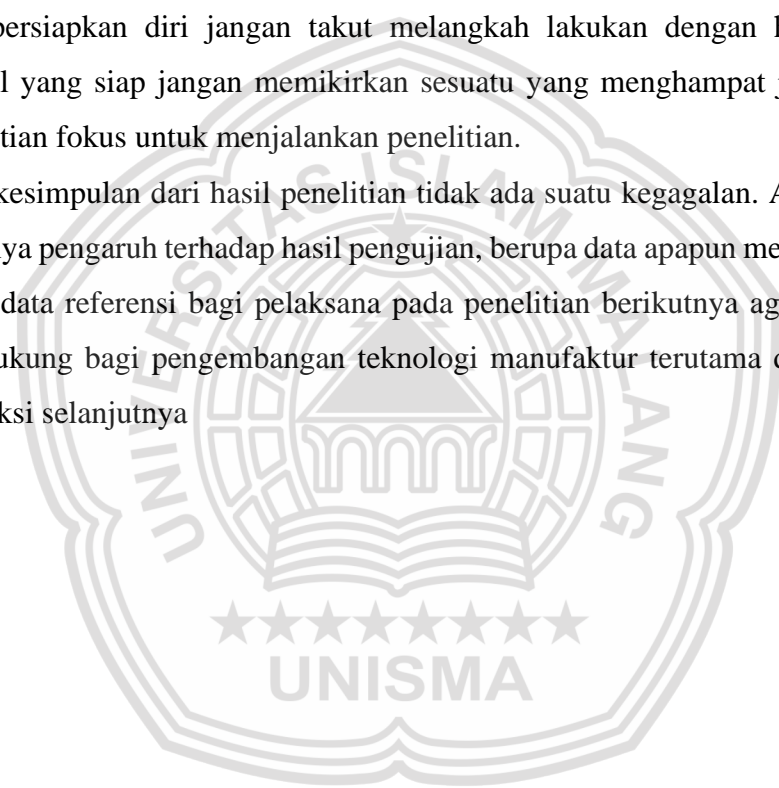 persiapkan diri jangan takut melangkah lakukan dengan
yang siap jangan memikirkan sesuatu yang menghampat
tian fokus untuk menjalankan penelitian.
kesimpulan dari hasil penelitian tidak ada suatu kegagalan. A
ya pengaruh terhadap hasil pengujian, berupa data apapun me
data referensi bagi pelaksana pada penelitian berikutnya ag
ukung bagi pengembangan teknologi manufaktur terutama
ksi selanjutnya
UNIVERSITAS ISLAM MALANG
UNISMA